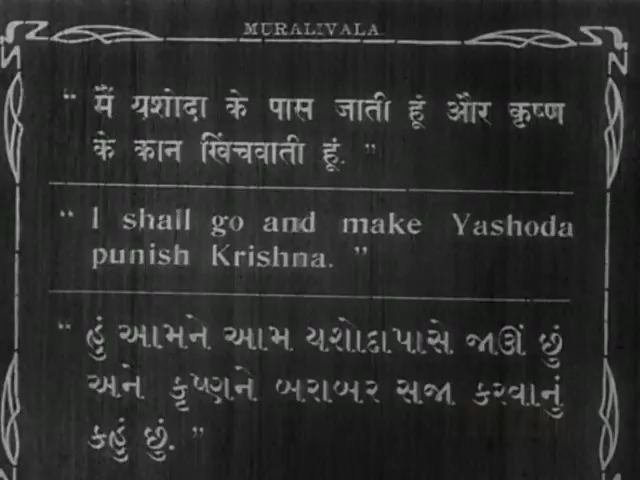 MURALIVALA
" मैं यशोदा के पास जाती हूं और कृष्ण
के कान खिंचवाती हूं. "
" I shall go and make Yashoda
punish Krishna. "
" હું આમને આમ યશોદાપાસે જાઊં છું
અને કૃષ્ણને બરાબર સજા કરવાનું
કહું છું. "